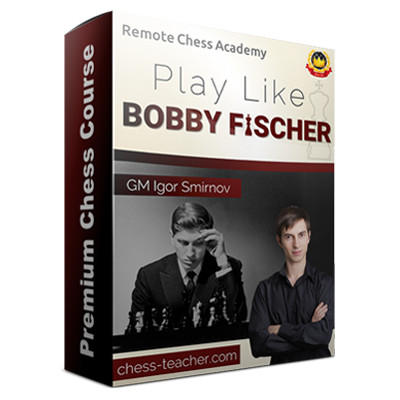 Remote Chess Academy
Play Like
BOBBY FISCHER
GM Igor Smirnov
chess-teacher.com
Premium Chess Course